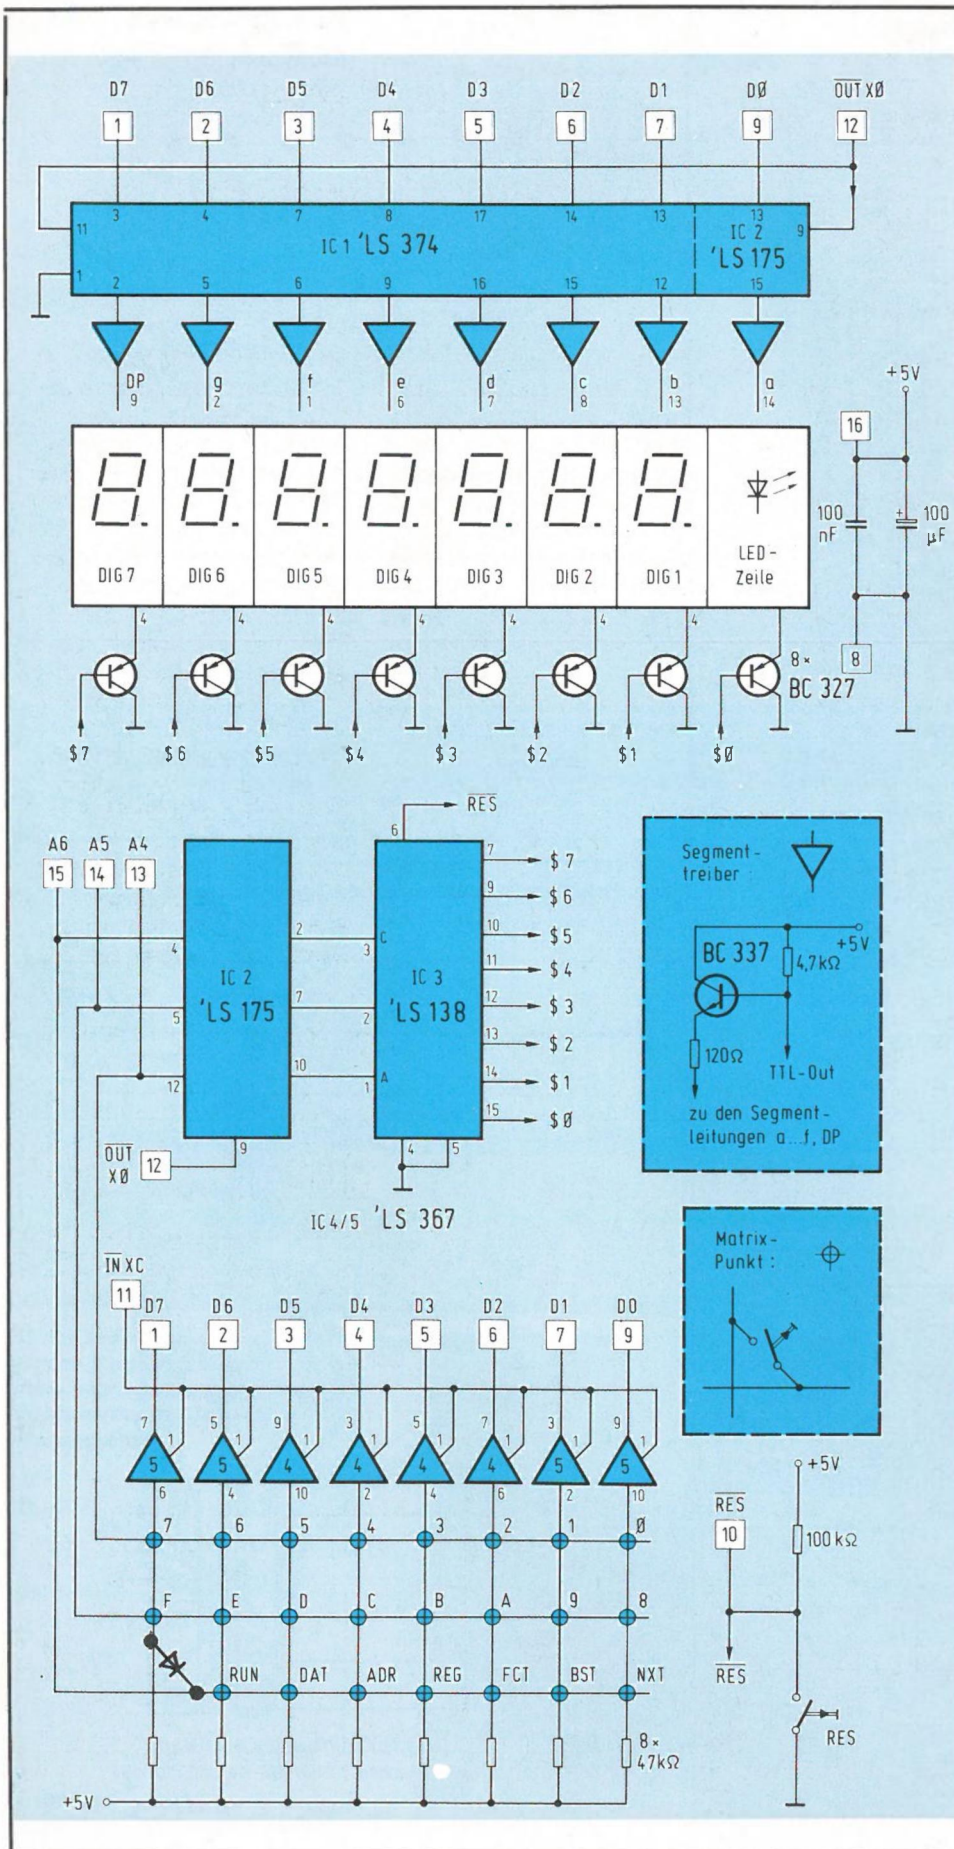 D7 D6 D5 D4 D3 D2 D1 DØ OUT XØ
1 2 3 4 5 6 7 9 12
3 4 7 8 17 14 13 13
11 IC 1 'LS 374 IC 2 9
'LS 175
1
2 5 6 9 16 15 12 15
DP g f e d c b a
9 2 1 6 7 8 13 14
+5V
16
100 nF
100 µF
LED-
Zeile
DIG 7 DIG 6 DIG 5 DIG 4 DIG 3 DIG 2 DIG 1
4 4 4 4 4 4 4
8×
BC 327
8
$7 $6 $5 $4 $3 $2 $1 $Ø
RES
6
A6 A5 A4
15 14 13
7 $7
9 $6
4 2 3 C 10 $5
IC 2 IC 3 11 $4
'LS 175 'LS 138
5 7 2 12 $3
13 $2
12 10 1 A 14 $1
15 $Ø
9 4 5
OUT
XØ
12
IC 4/5 'LS 367
Segment-
treiber :
BC 337
+5V
4,7kΩ
120Ω
TTL-Out
zu den Segment-
leitungen a...f, DP
Matrix-
Punkt :
IN XC
11
D7 D6 D5 D4 D3 D2 D1 D0
1 2 3 4 5 6 7 9
7 1 5 1 9 1 3 1 5 1 7 1 3 1 9 1
5 5 4 4 4 4 5 5
6 4 10 2 4 6 2 10
7 6 5 4 3 2 1 Ø
F E D C B A 9 8
RUN DAT ADR REG FCT BST NXT
8×
47kΩ
+5V
+5V
RES
10
100 kΩ
RES
RES